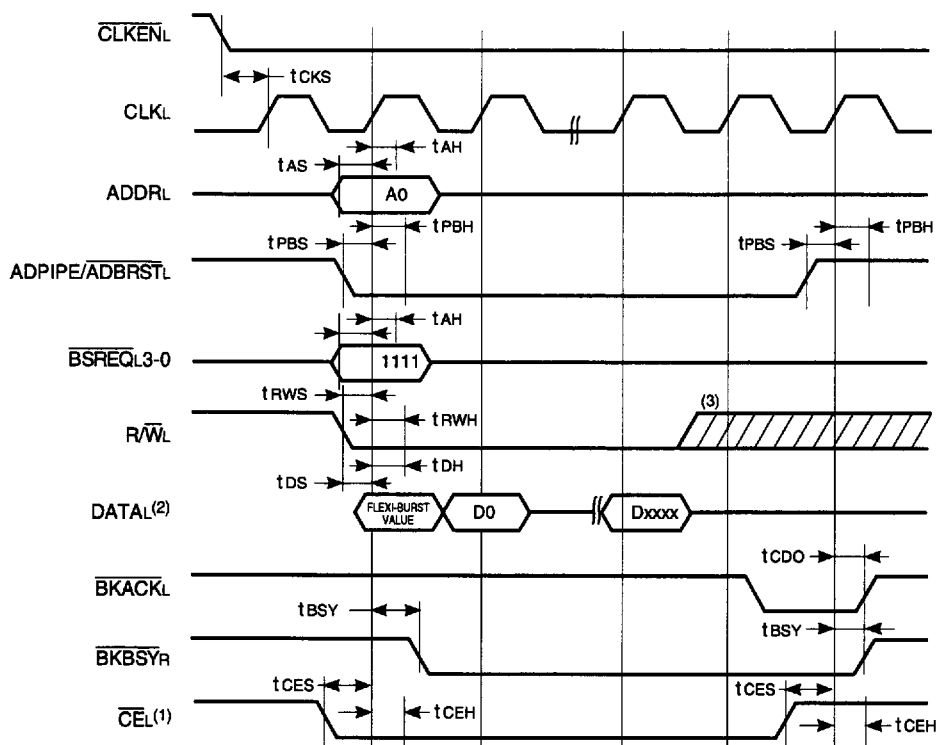 CLKENL
tCKS
CLKL
tAS
tAH
ADDRL
A0
tPBS
tPBH
tPBS
tPBH
ADPIPE/ADBRSTL
tAH
BSREQL3-0
1111
tRWS
tRWH
(3)
R/WL
tDS
tDH
DATAL(2)
FLEXI-BURST
VALUE
D0
Dxxxx
tCDO
BKACKL
tBSY
tBSY
BKBSYR
tCES
tCES
CEL(1)
tCEH
tCEH